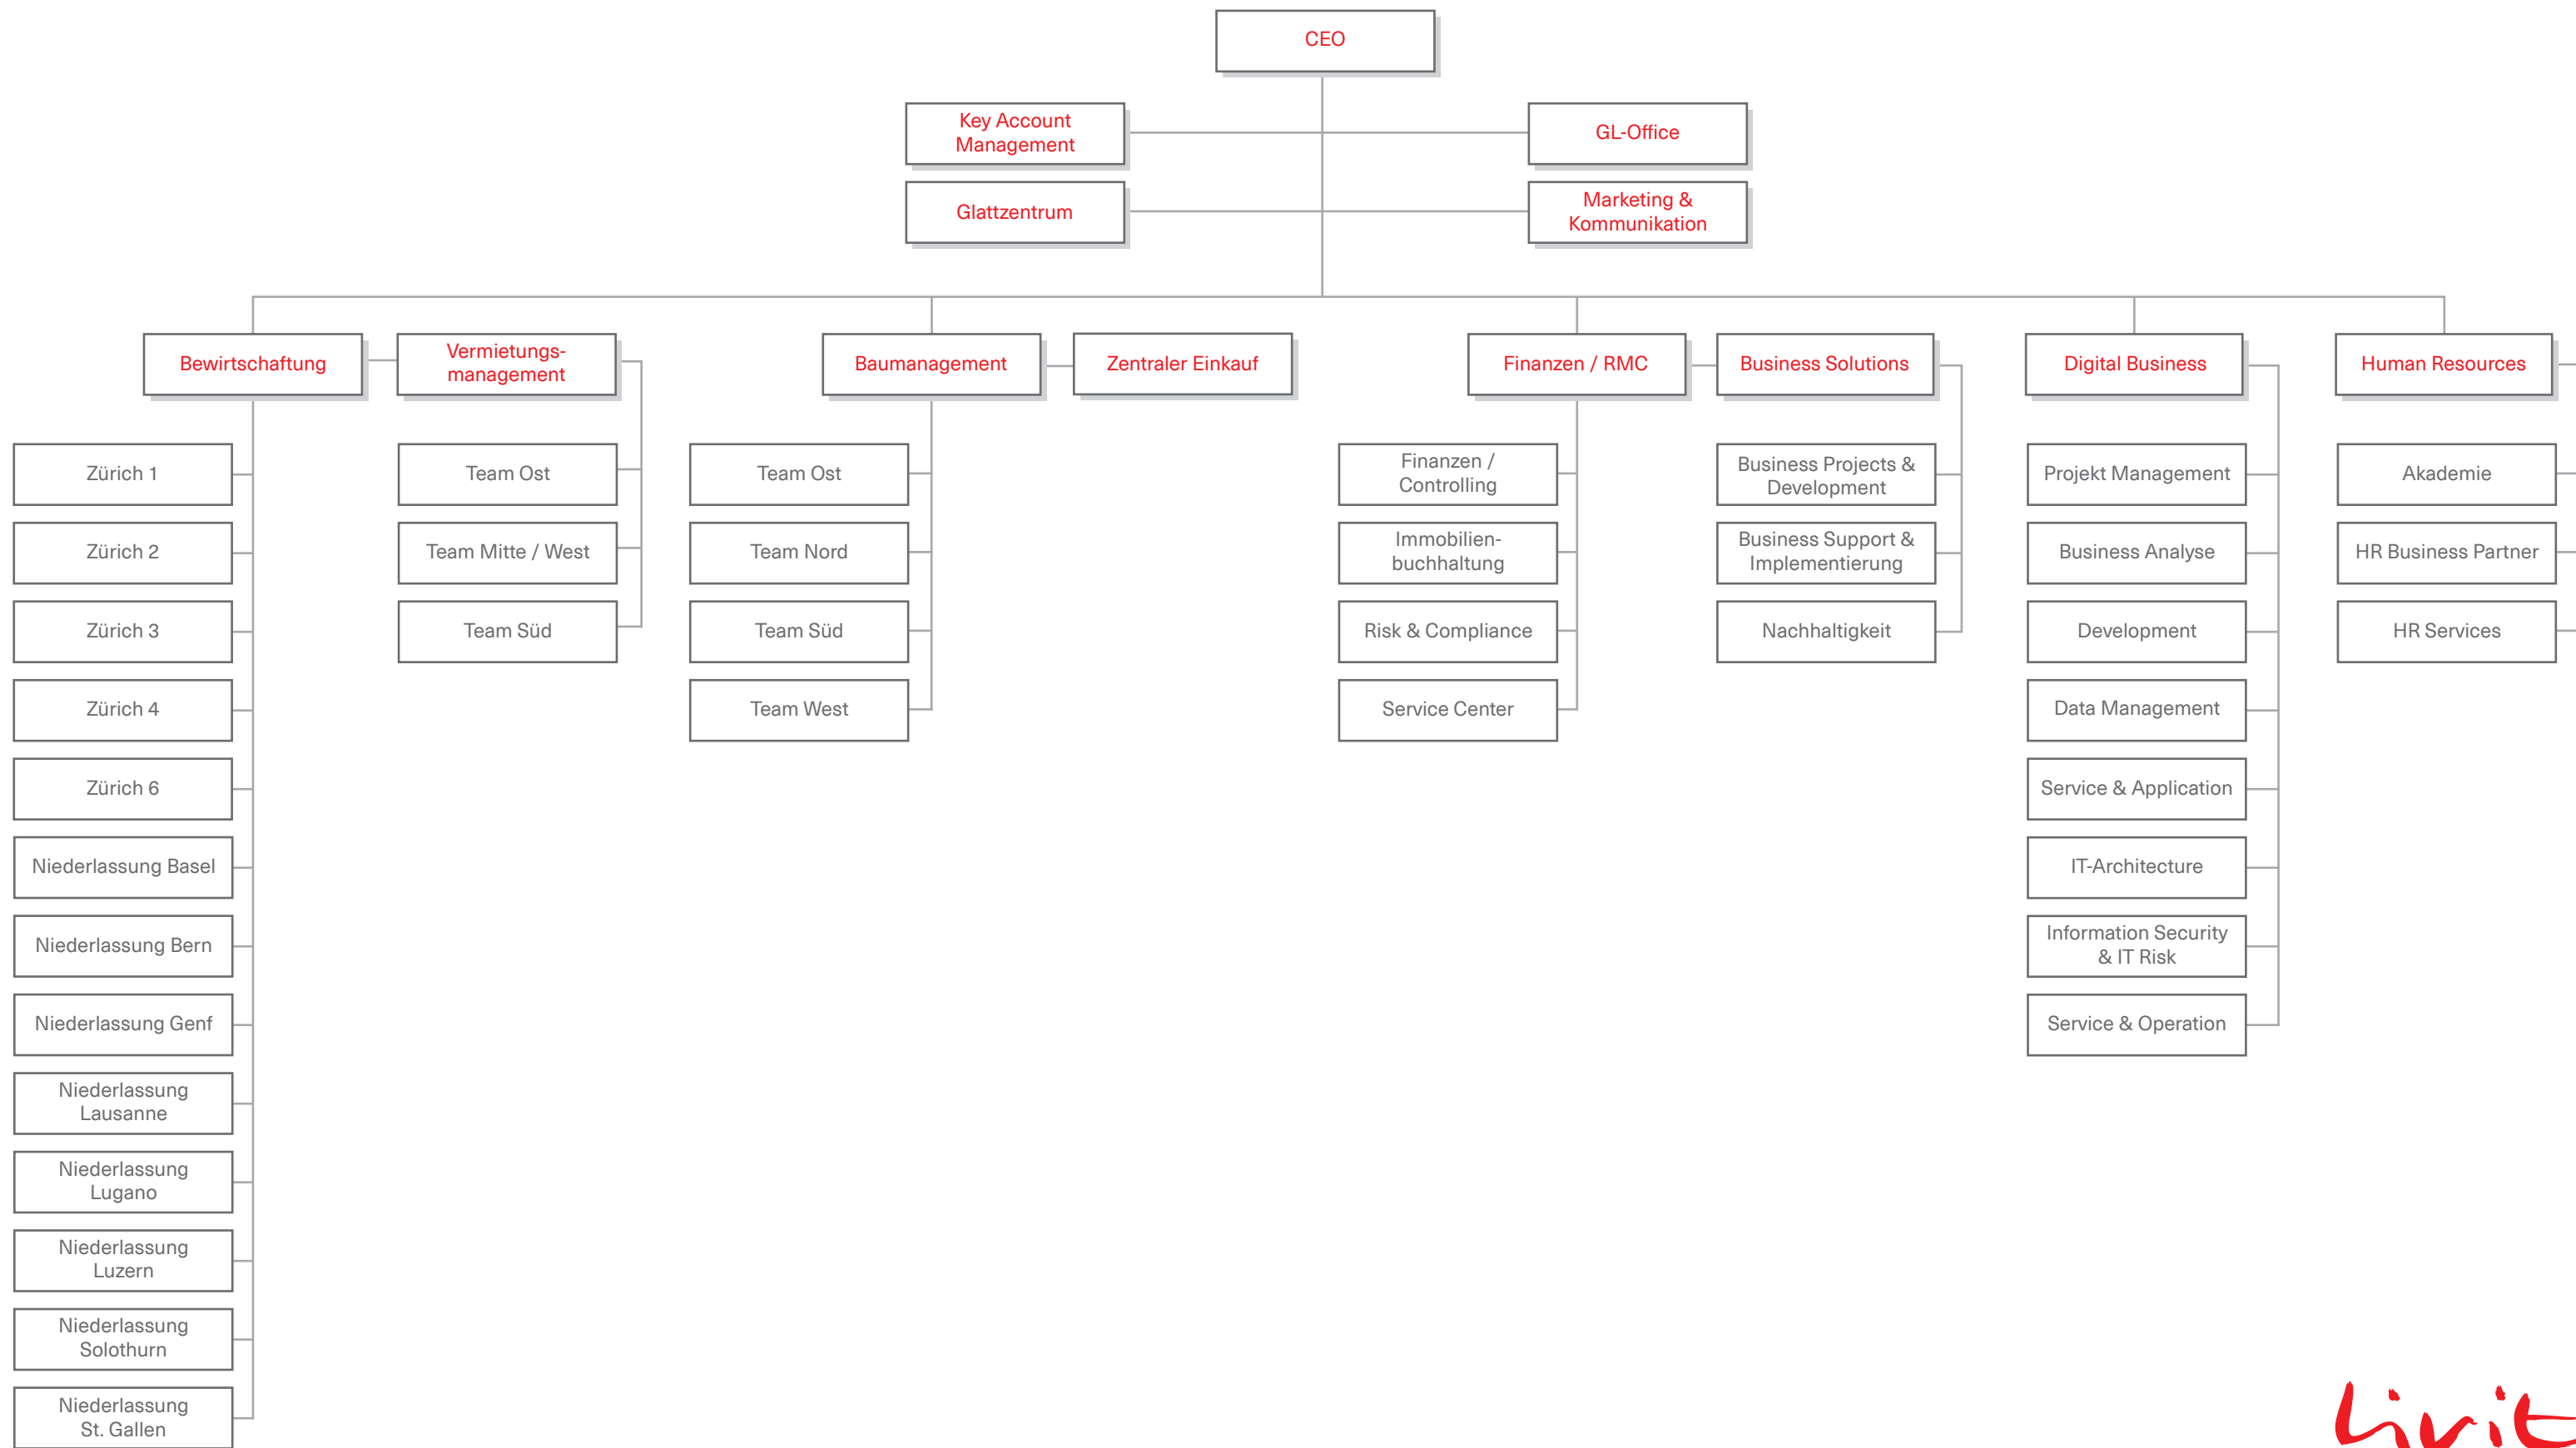 CEO
Key Account
Management
GL-Office
Glattzentrum
Marketing &
Kommunikation
Bewirtschaftung
Vermietungs-
management
Baumanagement
Zentraler Einkauf
Finanzen / RMC
Business Solutions
Digital Business
Human Resources
Zürich 1
Zürich 2
Zürich 3
Zürich 4
Zürich 6
Niederlassung Basel
Niederlassung Bern
Niederlassung Genf
Niederlassung
Lausanne
Niederlassung
Lugano
Niederlassung
Luzern
Niederlassung
Solothurn
Niederlassung
St. Gallen
Team Ost
Team Mitte / West
Team Süd
Team Ost
Team Nord
Team Süd
Team West
Finanzen /
Controlling
Immobilien-
buchhaltung
Risk & Compliance
Service Center
Business Projects &
Development
Business Support &
Implementierung
Nachhaltigkeit
Projekt Management
Business Analyse
Development
Data Management
Service & Application
IT-Architecture
Information Security
& IT Risk
Service & Operation
Akademie
HR Business Partner
HR Services
livit